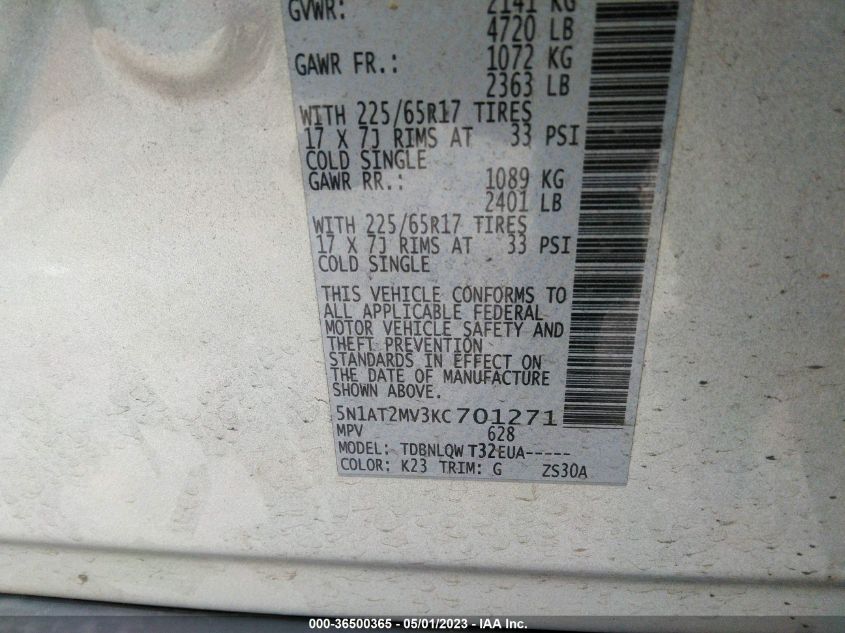 GVWR: 2141 KG
4720 LB
GAWR FR.: 1072 KG
2363 LB
WITH 225/65R17 TIRES
17 X 7J RIMS AT 33 PSI
COLD SINGLE
GAWR RR.: 1089 KG
2401 LB
WITH 225/65R17 TIRES
17 X 7J RIMS AT 33 PSI
COLD SINGLE
THIS VEHICLE CONFORMS TO
ALL APPLICABLE FEDERAL
MOTOR VEHICLE SAFETY AND
THEFT PREVENTION
STANDARDS IN EFFECT ON
THE DATE OF MANUFACTURE
SHOWN ABOVE.
5N1AT2MV3KC701271
MPV 628
MODEL: TDBNLQW T32EUA-----
COLOR: K23 TRIM: G ZS30A
000-36500365 - 05/01/2023 - IAA Inc.